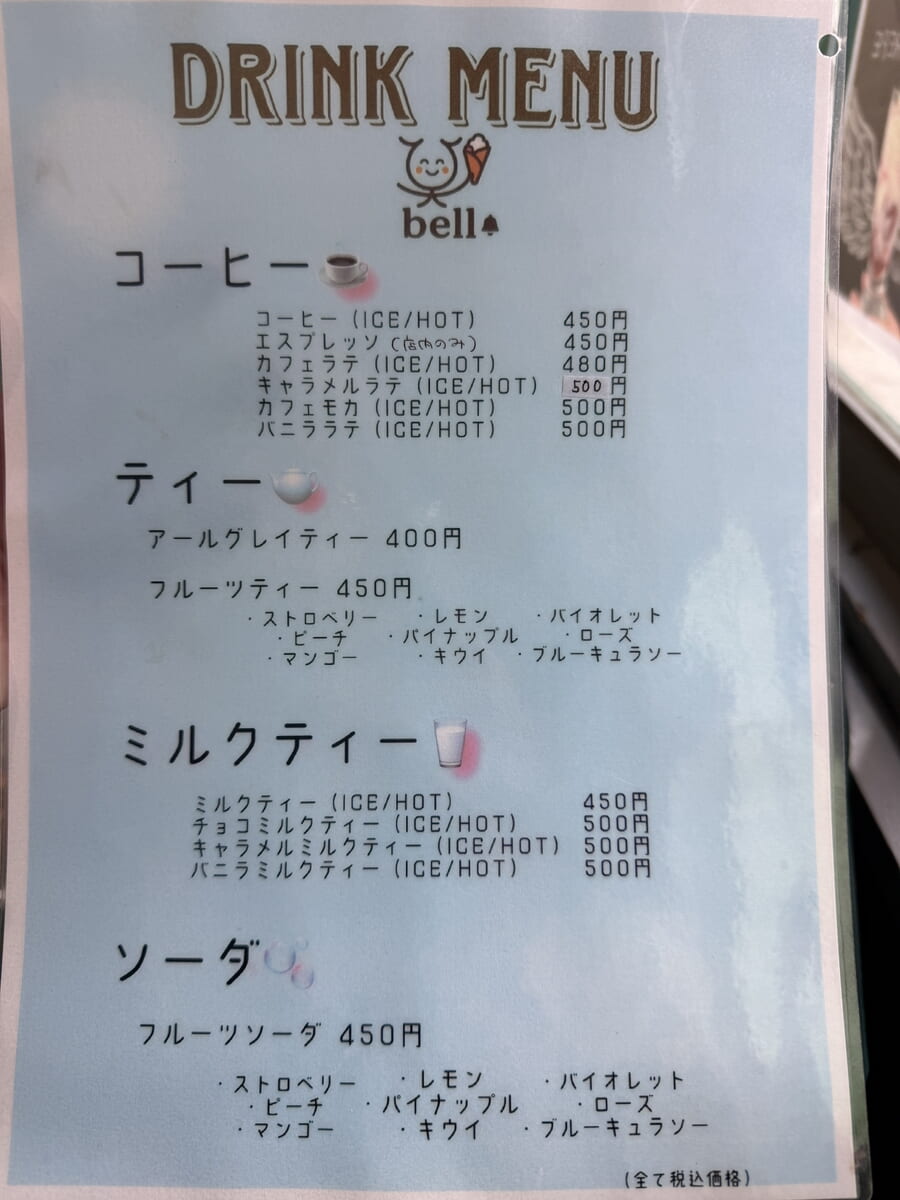 DRINK MENU
bell
コーヒー
コーヒー (ICE/HOT) 450円
エスプレッソ (店内のみ) 450円
カフェラテ (ICE/HOT) 480円
キャラメルラテ (ICE/HOT) 500円
カフェモカ (ICE/HOT) 500円
バニララテ (ICE/HOT) 500円
ティー
アールグレイティー 400円
フルーツティー 450円
・ストロベリー ・レモン ・バイオレット
・ピーチ ・パイナップル ・ローズ
・マンゴー ・キウイ ・ブルーキュラソー
ミルクティー
ミルクティー (ICE/HOT) 450円
チョコミルクティー (ICE/HOT) 500円
キャラメルミルクティー (ICE/HOT) 500円
バニラミルクティー (ICE/HOT) 500円
ソーダ
フルーツソーダ 450円
・ストロベリー ・レモン ・バイオレット
・ピーチ ・パイナップル ・ローズ
・マンゴー ・キウイ ・ブルーキュラソー
(全て税込価格)